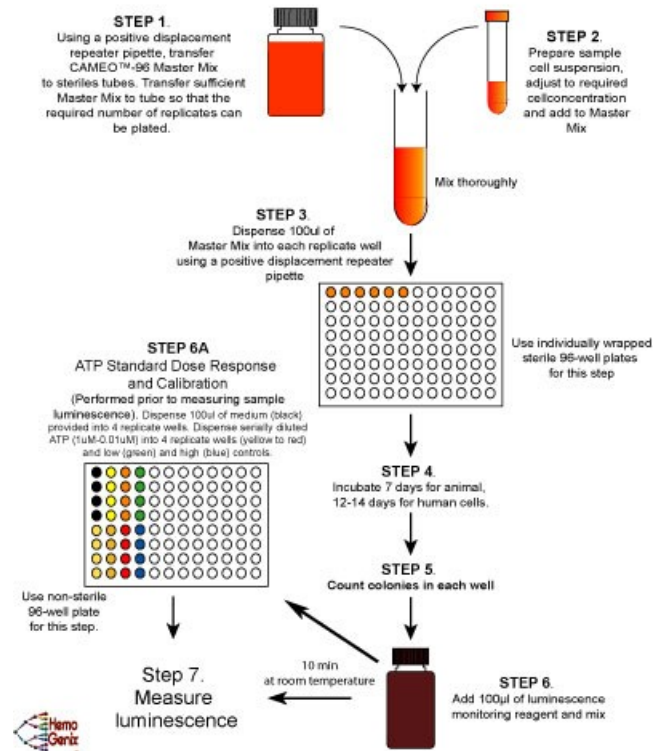 STEP 1.
Using a positive displacement
repeater pipette, transfer
CAMEO™-96 Master Mix
to steriles tubes. Transfer sufficient
Master Mix to tube so that the
required number of replicates can
be plated.
STEP 2.
Prepare sample
cell suspension,
adjust to required
cellconcentration
and add to Master
Mix
Mix thoroughly
STEP 3.
Dispense 100ul of
Master Mix into each replicate well
using a positive displacement repeater
pipette
Use individually wrapped
sterile 96-well plates
for this step
STEP 6A
ATP Standard Dose Response
and Calibration
(Performed prior to measuring sample
luminescence). Dispense 100ul of medium (black)
provided into 4 replicate wells. Dispense serially diluted
ATP (1uM-0.01uM) into 4 replicate wells (yellow to red)
and low (green) and high (blue) controls.
STEP 4.
Incubate 7 days for animal,
12-14 days for human cells.
STEP 5.
Count colonies in each well
Use non-sterile
96-well plate
for this step.
STEP 6.
Add 100µl of luminescence
monitoring reagent and mix
10 min
at room temperature
Step 7.
Measure
luminescence
Hemo
Genix